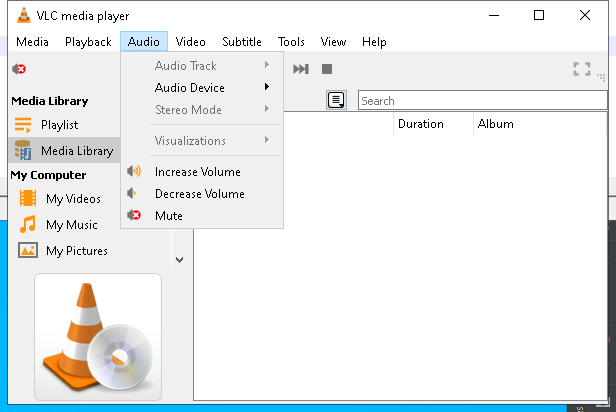 VLC media player
Media Playback Audio Video Subtitle Tools View Help
Audio Track
Audio Device
Stereo Mode
Visualizations
Increase Volume
Decrease Volume
Mute
Search
Duration Album
Media Library
Playlist
Media Library
My Computer
My Videos
My Music
My Pictures